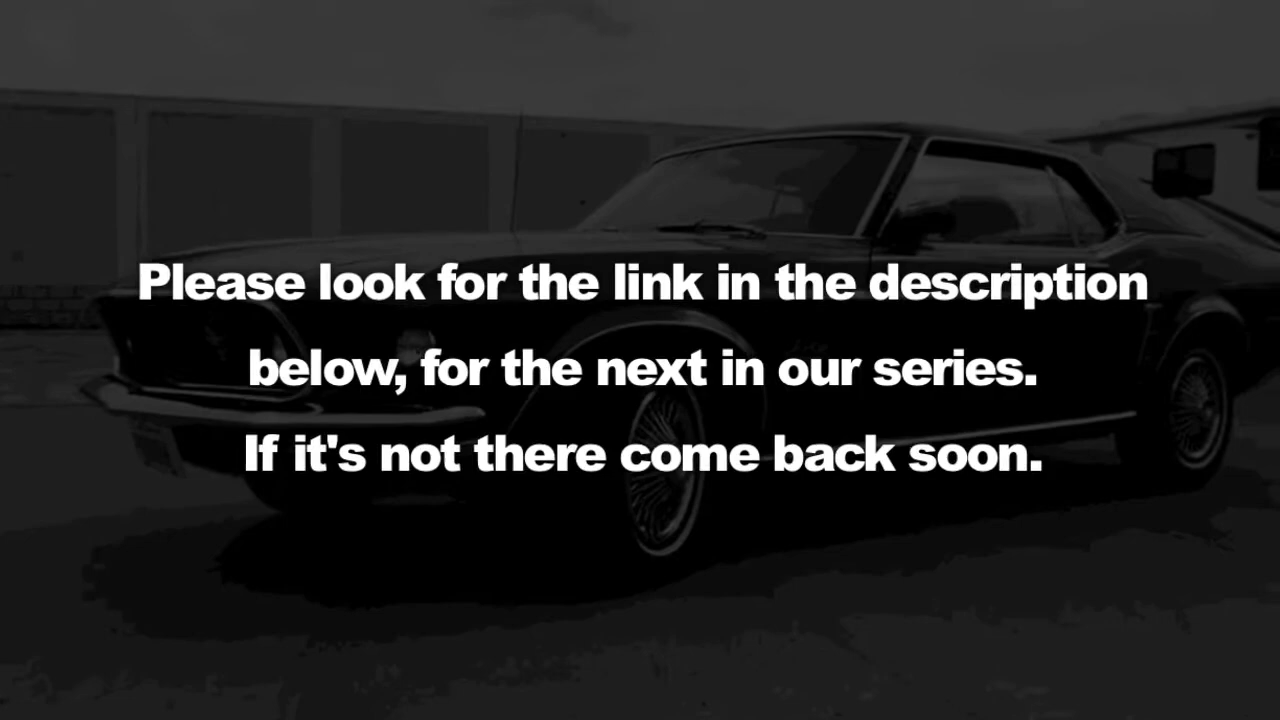 Please look for the link in the description
below, for the next in our series.
If it's not there come back soon.